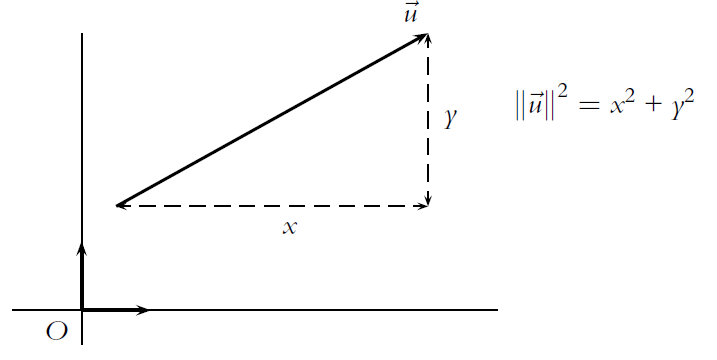 u⃗
y
‖u⃗‖² = x² + y²
x
O